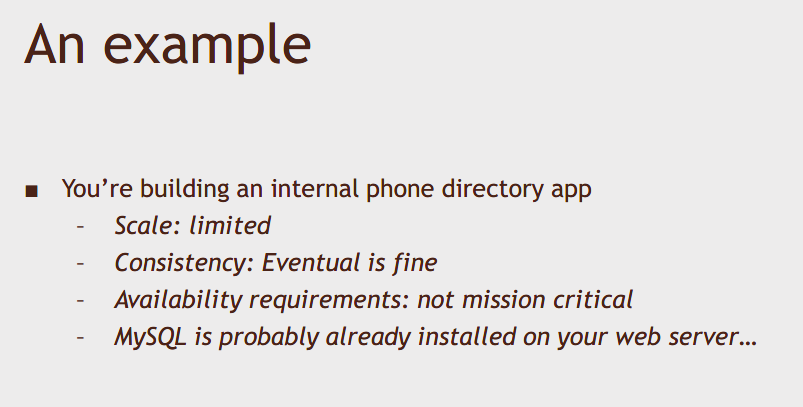 An example
■ You’re building an internal phone directory app
– Scale: limited
– Consistency: Eventual is fine
– Availability requirements: not mission critical
– MySQL is probably already installed on your web server…